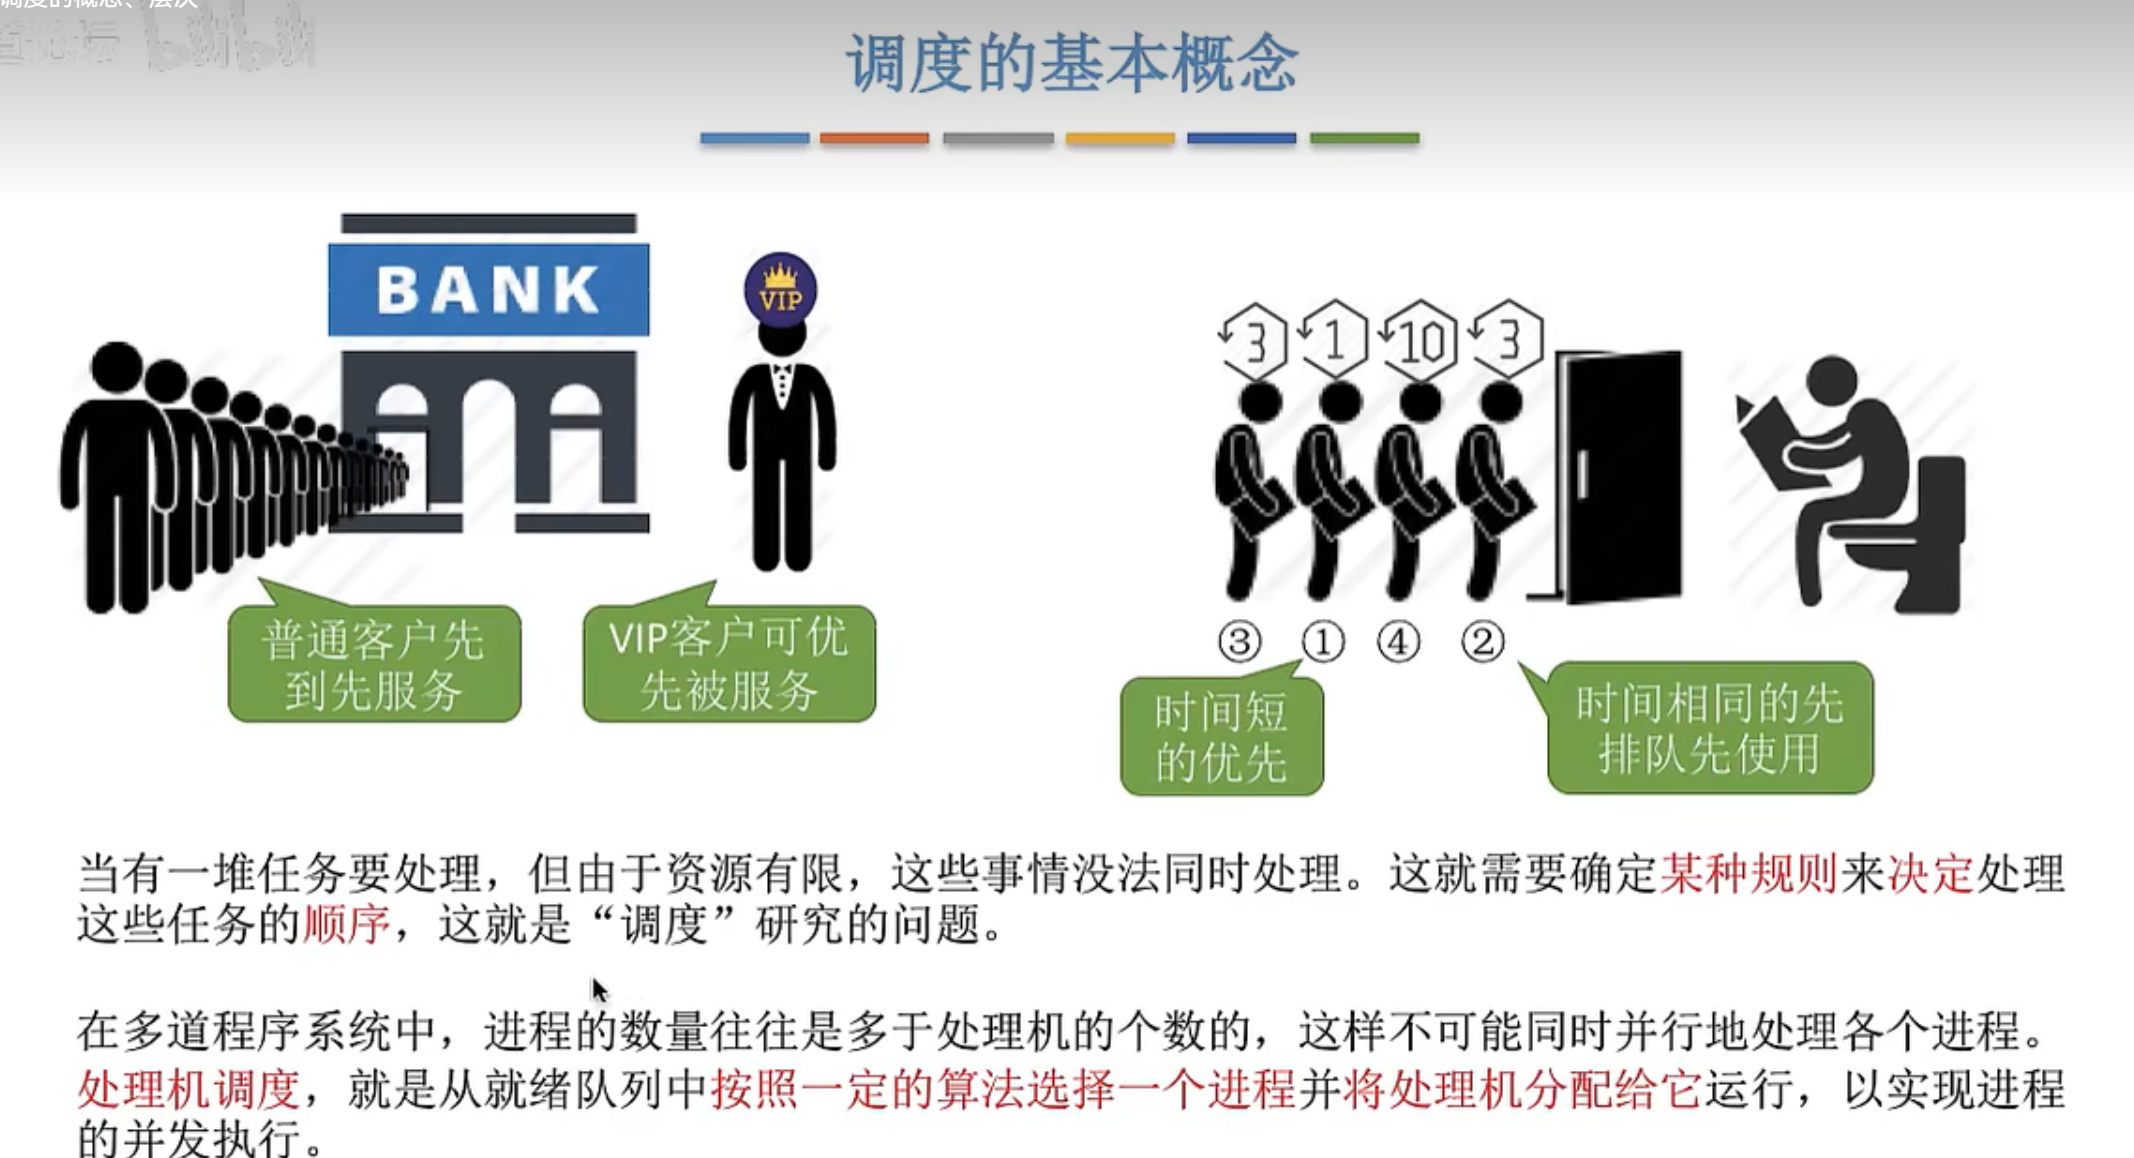 调度的概念、层次
bilibili
调度的基本概念
BANK
VIP
3 1 10 3
普通客户先
到先服务
VIP客户可优
先被服务
③ ① ④ ②
时间短
的优先
时间相同的先
排队先使用
当有一堆任务要处理，但由于资源有限，这些事情没法同时处理。这就需要确定某种规则来决定处理
这些任务的顺序，这就是“调度”研究的问题。
在多道程序系统中，进程的数量往往是多于处理机的个数的，这样不可能同时并行地处理各个进程。
处理机调度，就是从就绪队列中按照一定的算法选择一个进程并将处理机分配给它运行，以实现进程
的并发执行。